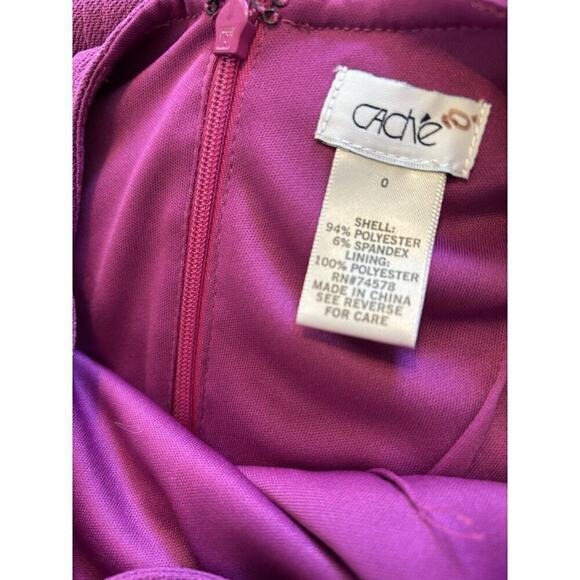 CAché
0
SHELL:
94% POLYESTER
6% SPANDEX
LINING:
100% POLYESTER
RN#74578
MADE IN CHINA
SEE REVERSE
FOR CARE